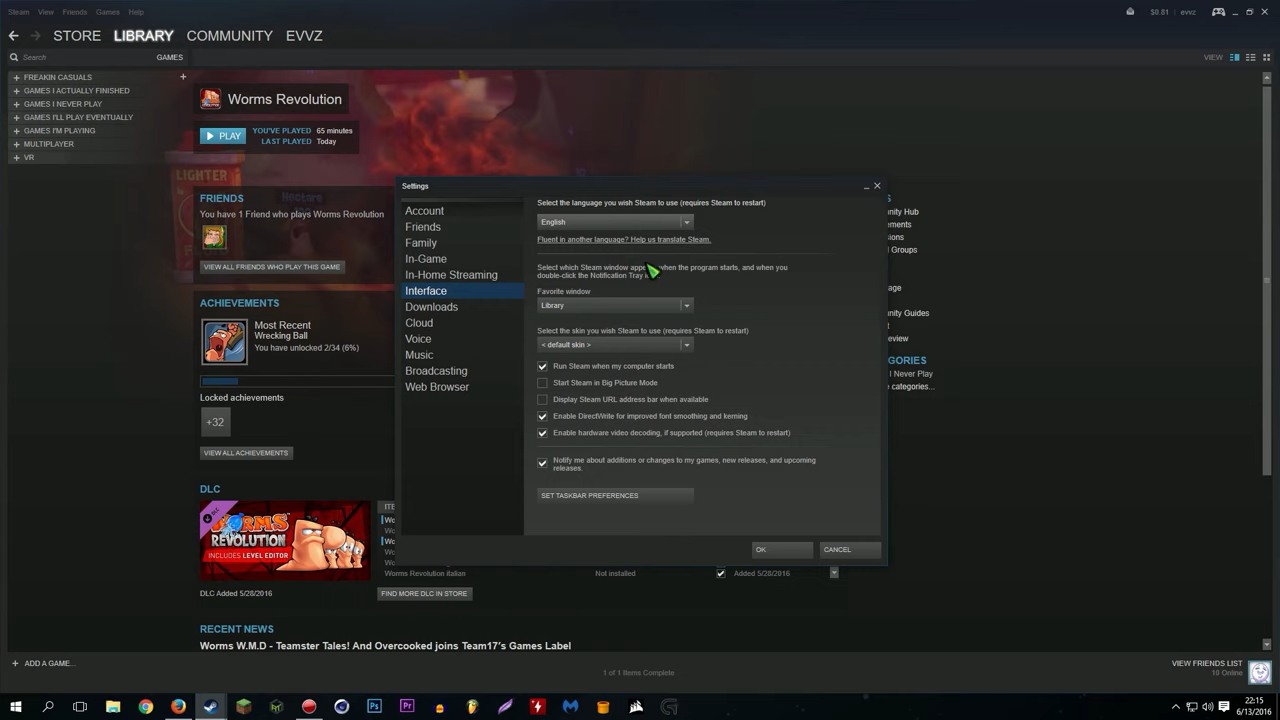 Steam View Friends Games Help
$0.81 evvz
STORE LIBRARY COMMUNITY EVVZ
Search GAMES
VIEW
FREAKIN CASUALS
GAMES I ACTUALLY FINISHED
GAMES I NEVER PLAY
GAMES I'LL PLAY EVENTUALLY
GAMES I'M PLAYING
MULTIPLAYER
VR
Worms Revolution
PLAY
YOU'VE PLAYED 65 minutes
LAST PLAYED Today
FRIENDS
You have 1 Friend who plays Worms Revolution
VIEW ALL FRIENDS WHO PLAY THIS GAME
ACHIEVEMENTS
Most Recent
Wrecking Ball
You have unlocked 2/34 (6%)
Locked achievements
+32
VIEW ALL ACHIEVEMENTS
DLC
WORMS
REVOLUTION
INCLUDES LEVEL EDITOR
DLC Added 5/28/2016
Worms Revolution Italian Not installed Added 5/28/2016
FIND MORE DLC IN STORE
RECENT NEWS
Worms W.M.D - Teamster Tales! And Overcooked joins Team17's Games Label
Settings
Account
Friends
Family
In-Game
In-Home Streaming
Interface
Downloads
Cloud
Voice
Music
Broadcasting
Web Browser
Select the language you wish Steam to use (requires Steam to restart)
English
Fluent in another language? Help us translate Steam.
Select which Steam window when the program starts, and when you
double-click the Notification Tray
Favorite window
Library
Select the skin you wish Steam to use (requires Steam to restart)
< default skin >
Run Steam when my computer starts
Start Steam in Big Picture Mode
Display Steam URL address bar when available
Enable DirectWrite for improved font smoothing and kerning
Enable hardware video decoding, if supported (requires Steam to restart)
Notify me about additions or changes to my games, new releases, and upcoming
releases.
SET TASKBAR PREFERENCES
OK CANCEL
Hub
Groups
Guides
I Never Play
categories...
ADD A GAME...
1 of 1 Items Complete
VIEW FRIENDS LIST
10 Online
22:15
6/13/2016